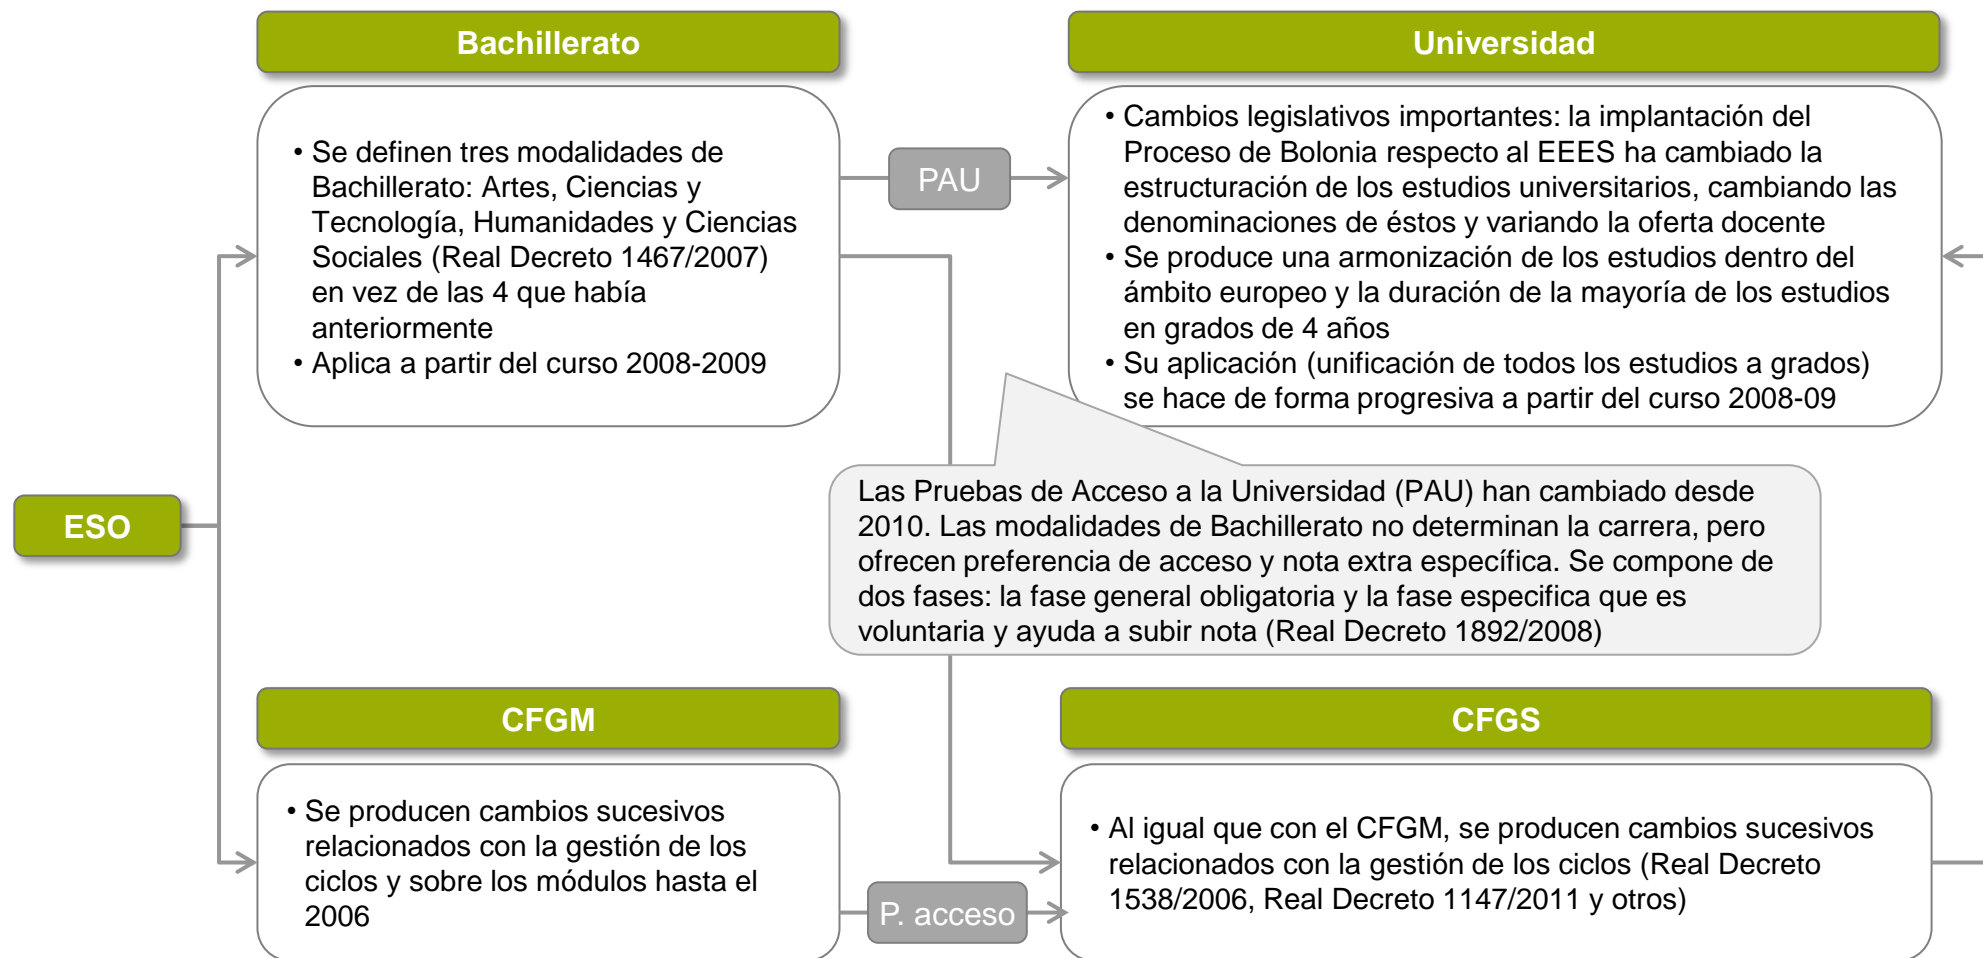 Bachillerato
• Se definen tres modalidades de
Bachillerato: Artes, Ciencias y
Tecnología, Humanidades y Ciencias
Sociales (Real Decreto 1467/2007)
en vez de las 4 que había
anteriormente
• Aplica a partir del curso 2008-2009
PAU
Universidad
• Cambios legislativos importantes: la implantación del
Proceso de Bolonia respecto al EEES ha cambiado la
estructuración de los estudios universitarios, cambiando las
denominaciones de éstos y variando la oferta docente
• Se produce una armonización de los estudios dentro del
ámbito europeo y la duración de la mayoría de los estudios
en grados de 4 años
• Su aplicación (unificación de todos los estudios a grados)
se hace de forma progresiva a partir del curso 2008-09
ESO
Las Pruebas de Acceso a la Universidad (PAU) han cambiado desde
2010. Las modalidades de Bachillerato no determinan la carrera, pero
ofrecen preferencia de acceso y nota extra específica. Se compone de
dos fases: la fase general obligatoria y la fase especifica que es
voluntaria y ayuda a subir nota (Real Decreto 1892/2008)
CFGM
• Se producen cambios sucesivos
relacionados con la gestión de los
ciclos y sobre los módulos hasta el
2006
P. acceso
CFGS
• Al igual que con el CFGM, se producen cambios sucesivos
relacionados con la gestión de los ciclos (Real Decreto
1538/2006, Real Decreto 1147/2011 y otros)